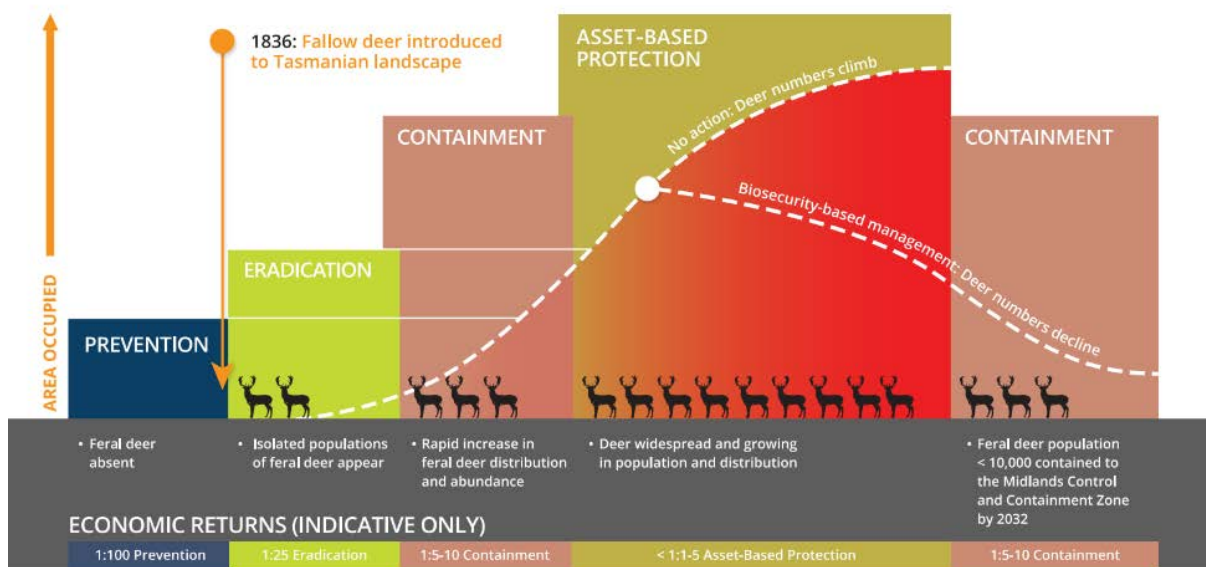 AREA OCCUPIED
1836: Fallow deer introduced
to Tasmanian landscape
PREVENTION
ERADICATION
CONTAINMENT
ASSET-BASED
PROTECTION
No action: Deer numbers climb
Biosecurity-based management: Deer numbers decline
CONTAINMENT
• Feral deer
absent
• Isolated populations
of feral deer appear
• Rapid increase in
feral deer distribution
and abundance
• Deer widespread and growing
in population and distribution
• Feral deer population
< 10,000 contained to
the Midlands Control
and Containment Zone
by 2032
ECONOMIC RETURNS (INDICATIVE ONLY)
1:100 Prevention
1:25 Eradication
1:5-10 Containment
< 1:1-5 Asset-Based Protection
1:5-10 Containment